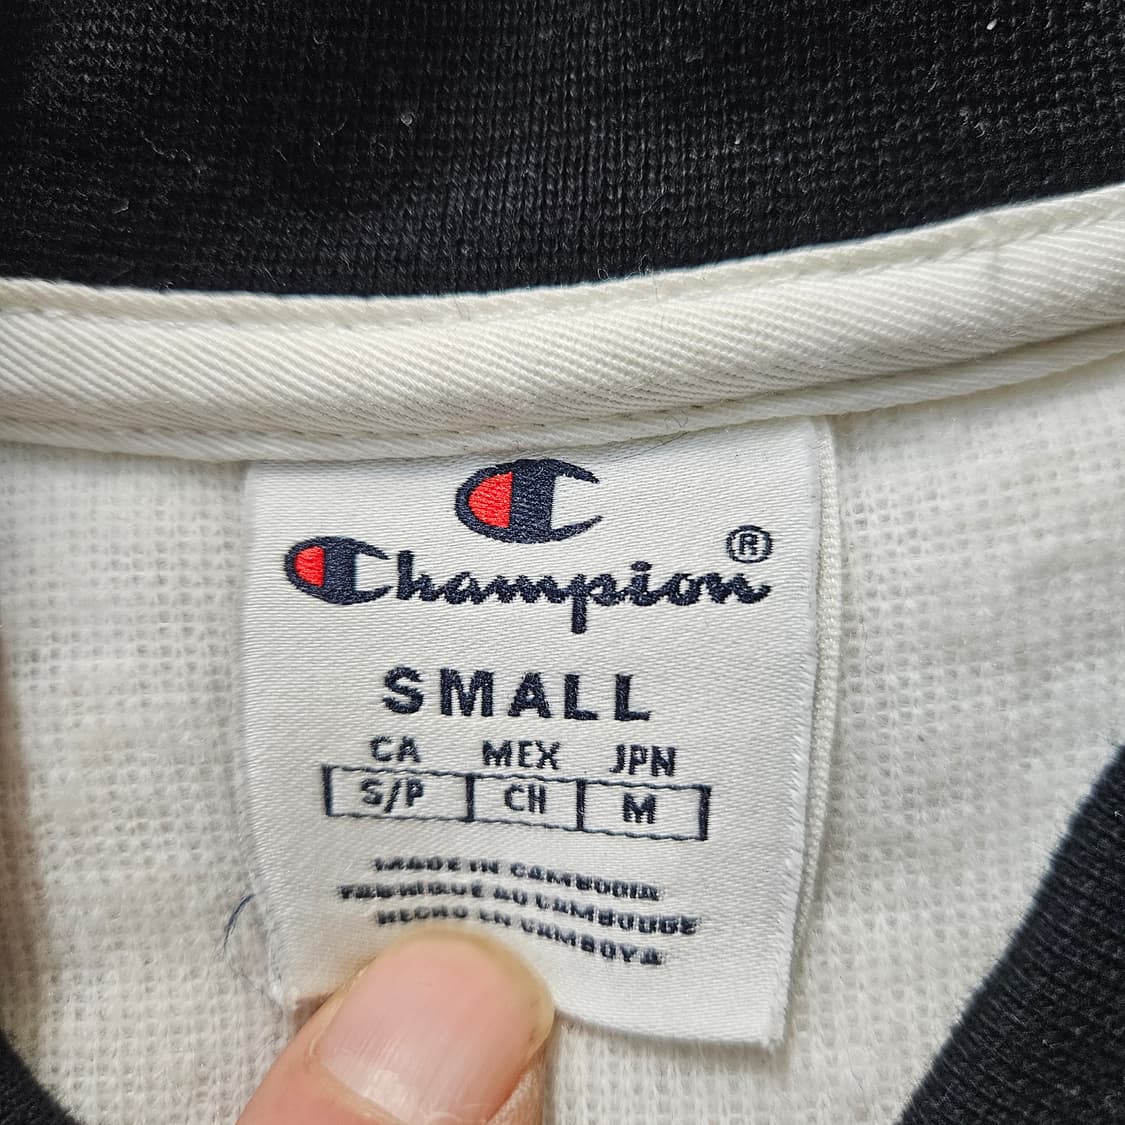 Champion ®
SMALL
CA MEX JPN
S/P CH M
MADE IN CAMBODIA
FABRIQUÉ AU CAMBODGE
HECHO EN CAMBOYA